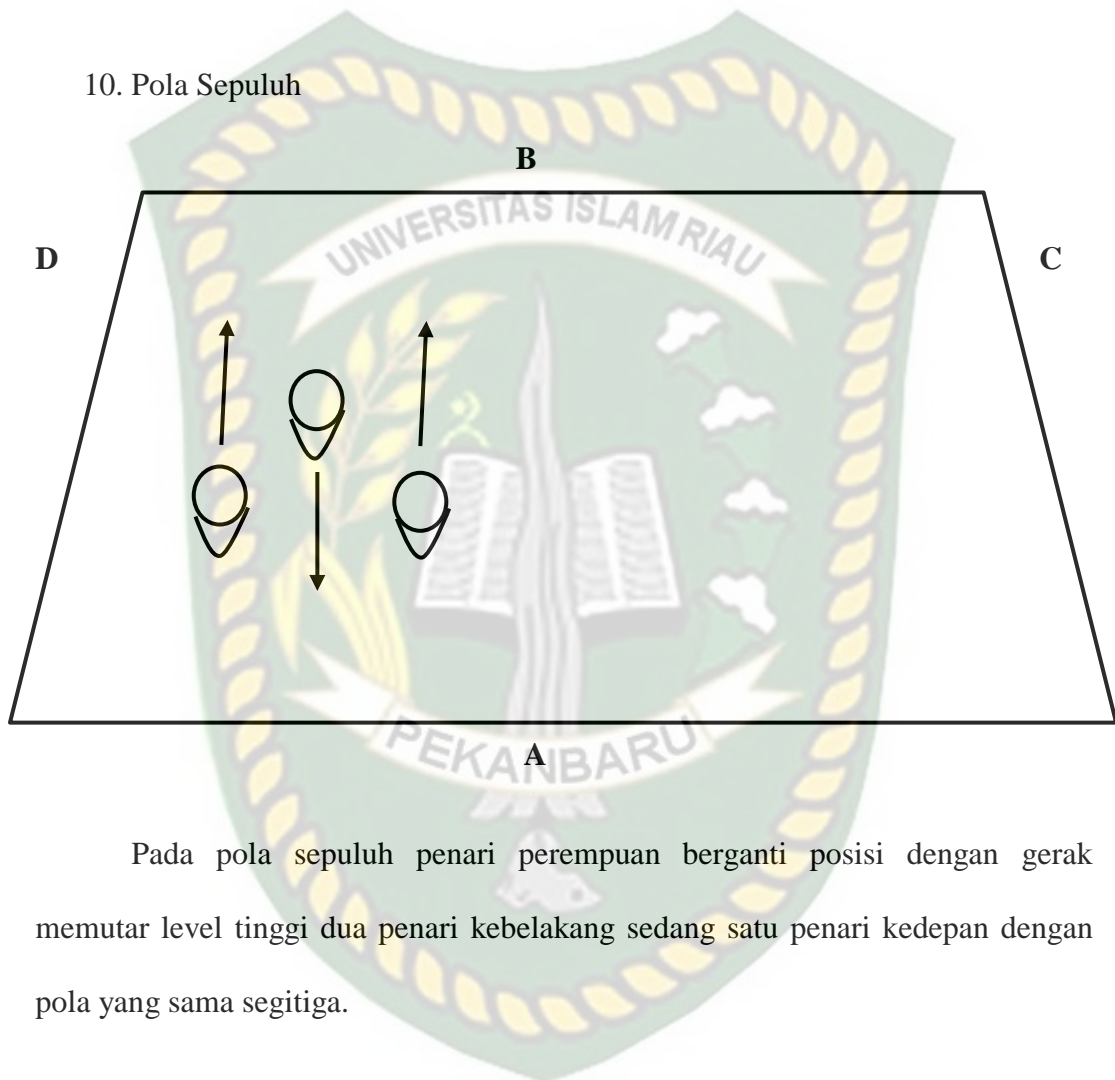 10. Pola Sepuluh
B
UNIVERSITAS ISLAM RIAU
D
C
PEKANBARU
A
Pada pola sepuluh penari perempuan berganti posisi dengan gerak
memutar level tinggi dua penari kebelakang sedang satu penari kedepan dengan
pola yang sama segitiga.